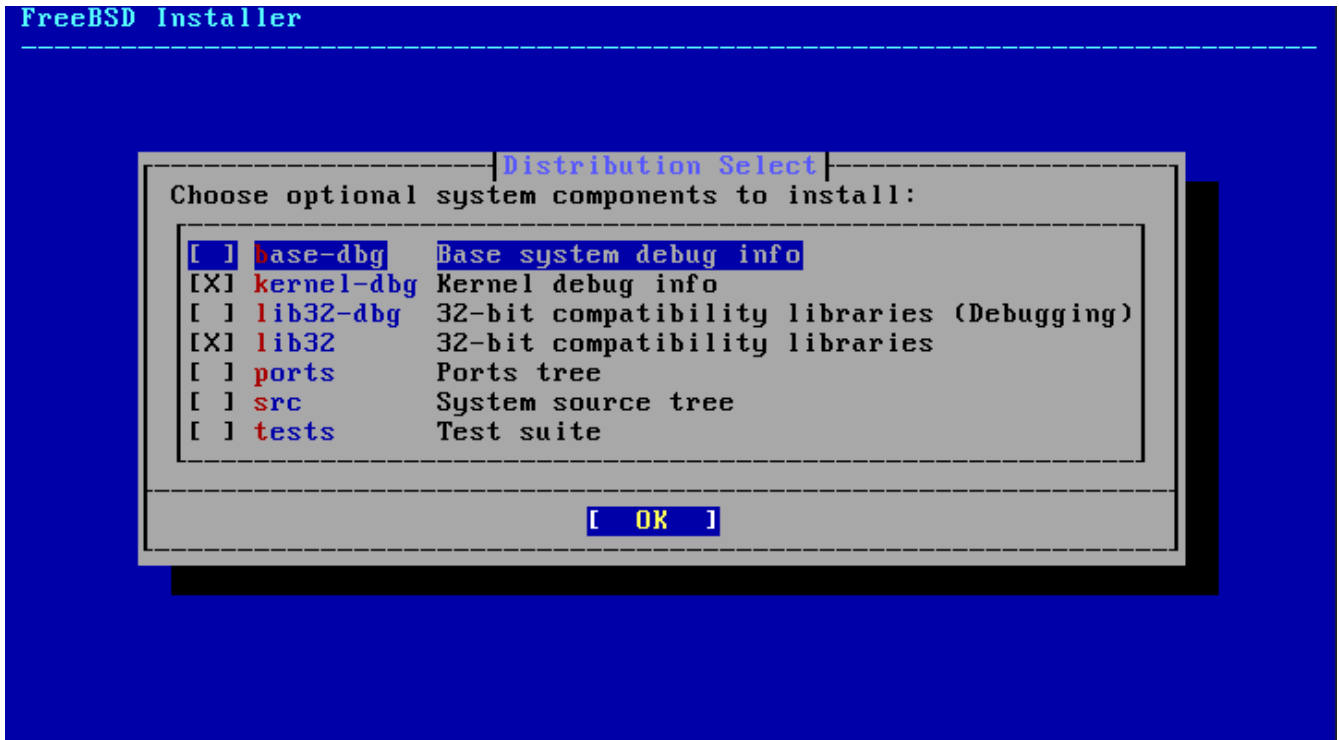 FreeBSD Installer
Distribution Select
Choose optional system components to install:
[ ] base-dbg Base system debug info
[X] kernel-dbg Kernel debug info
[ ] lib32-dbg 32-bit compatibility libraries (Debugging)
[X] lib32 32-bit compatibility libraries
[ ] ports Ports tree
[ ] src System source tree
[ ] tests Test suite
[ OK ]